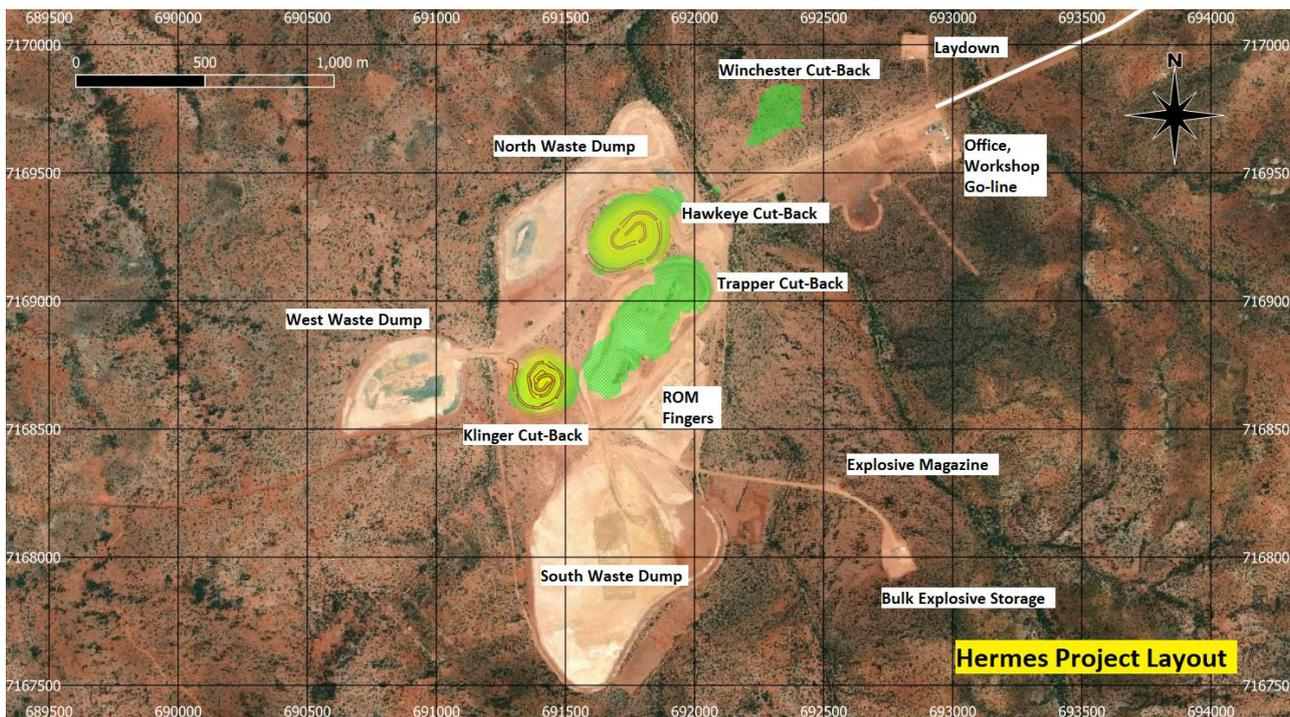 689500 690000 690500 691000 691500 692000 692500 693000 693500 694000
7170000
717000
0 500 1,000 m
Laydown
N
Winchester Cut-Back
North Waste Dump
Office,
Workshop
Go-line
7169500
716950
Hawkeye Cut-Back
Trapper Cut-Back
7169000
716900
West Waste Dump
ROM
Fingers
7168500
716850
Klinger Cut-Back
Explosive Magazine
7168000
716800
South Waste Dump
Bulk Explosive Storage
Hermes Project Layout
7167500
716750
689500 690000 690500 691000 691500 692000 692500 693000 693500 694000